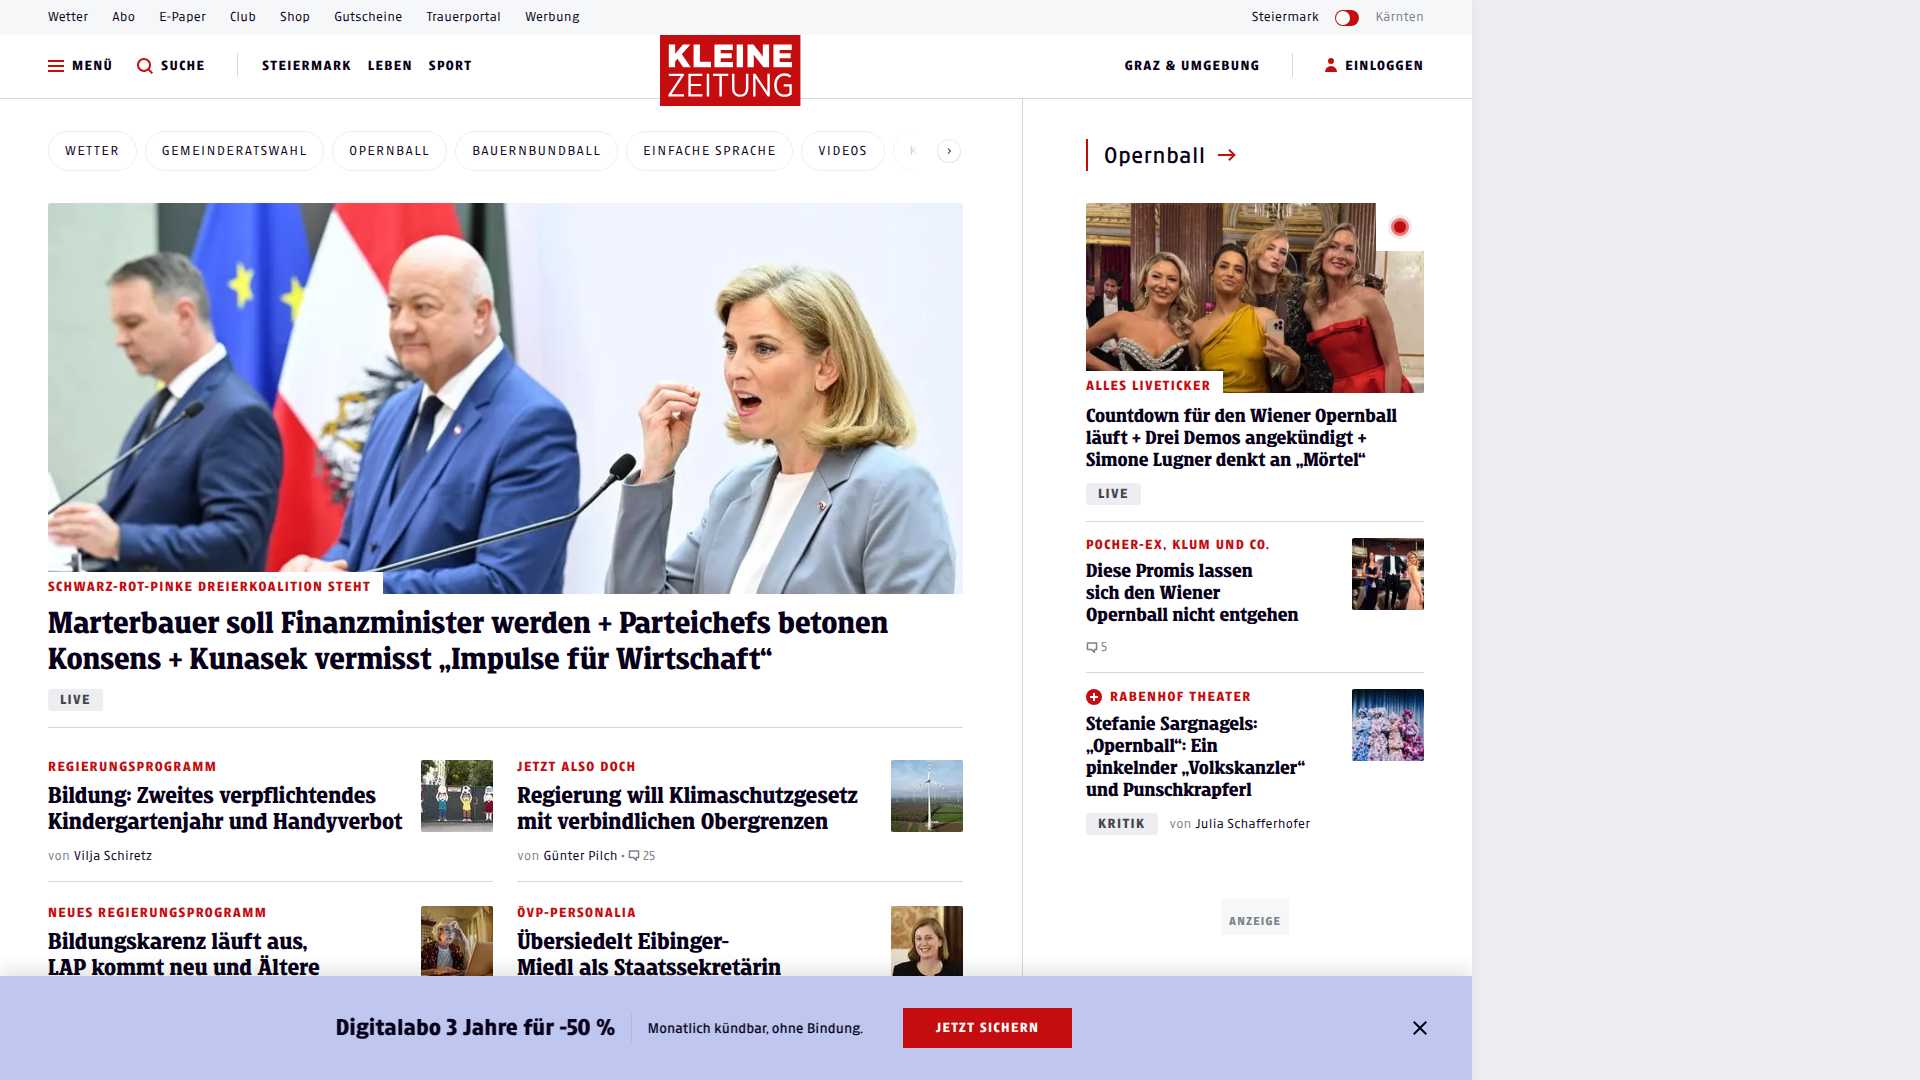 Wetter Abo E-Paper Club Shop Gutscheine Trauerportal Werbung Steiermark Kärnten
MENÜ SUCHE STEIERMARK LEBEN SPORT
KLEINE
ZEITUNG
GRAZ & UMGEBUNG EINLOGGEN
WETTER GEMEINDERATSWAHL OPERNBALL BAUERNBUNDBALL EINFACHE SPRACHE VIDEOS K
SCHWARZ-ROT-PINKE DREIERKOALITION STEHT
Marterbauer soll Finanzminister werden + Parteichefs betonen
Konsens + Kunasek vermisst „Impulse für Wirtschaft“
LIVE
REGIERUNGSPROGRAMM
Bildung: Zweites verpflichtendes
Kindergartenjahr und Handyverbot
von Vilja Schiretz
JETZT ALSO DOCH
Regierung will Klimaschutzgesetz
mit verbindlichen Obergrenzen
von Günter Pilch • 25
NEUES REGIERUNGSPROGRAMM
Bildungskarenz läuft aus,
LAP kommt neu und Ältere
ÖVP-PERSONALIA
Übersiedelt Eibinger-
Miedl als Staatssekretärin
Opernball
ALLES LIVETICKER
Countdown für den Wiener Opernball
läuft + Drei Demos angekündigt +
Simone Lugner denkt an „Mörtel“
LIVE
POCHER-EX, KLUM UND CO.
Diese Promis lassen
sich den Wiener
Opernball nicht entgehen
5
RABENHOF THEATER
Stefanie Sargnagels:
„Opernball“: Ein
pinkelnder „Volkskanzler“
und Punschkrapferl
KRITIK von Julia Schafferhofer
ANZEIGE
Digitalabo 3 Jahre für -50 % Monatlich kündbar, ohne Bindung. JETZT SICHERN